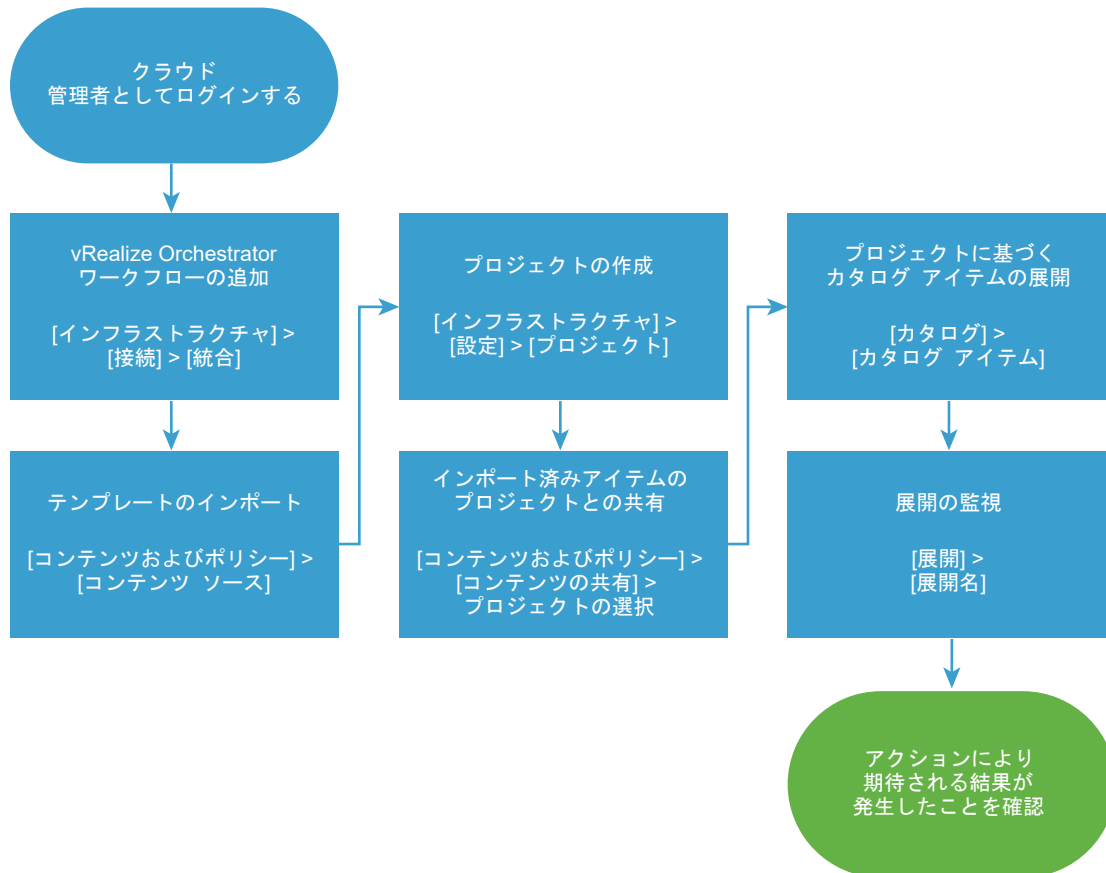 クラウド
管理者としてログインする
vRealize Orchestrator
ワークフローの追加
[インフラストラクチャ] >
[接続] > [統合]
テンプレートのインポート
[コンテンツおよびポリシー] >
[コンテンツ ソース]
プロジェクトの作成
[インフラストラクチャ] >
[設定] > [プロジェクト]
インポート済みアイテムの
プロジェクトとの共有
[コンテンツおよびポリシー] >
[コンテンツの共有] >
プロジェクトの選択
プロジェクトに基づく
カタログ アイテムの展開
[カタログ] >
[カタログ アイテム]
展開の監視
[展開] >
[展開名]
アクションにより
期待される結果が
発生したことを確認